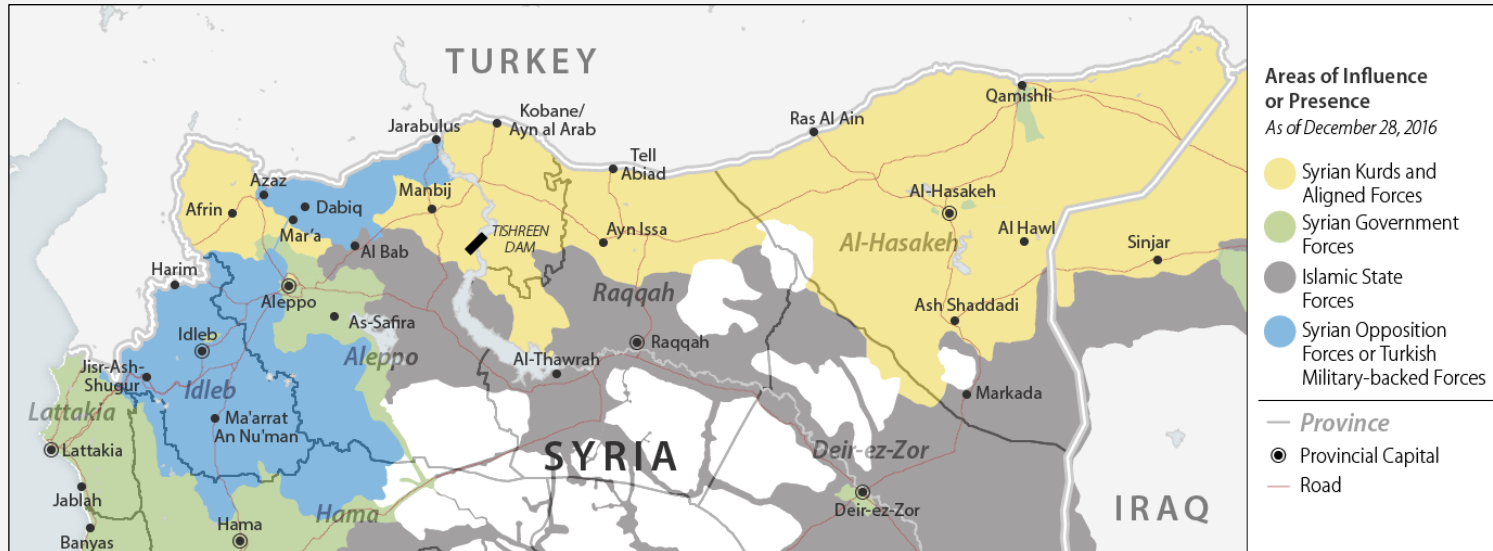 TURKEY
Kobane/
Ayn al Arab
Jarabulus
Ras Al Ain
Qamishli
Tell
Abiad
Azaz
Manbij
Al-Hasakeh
Afrin
Dabiq
Mar'a
TISHREEN
DAM
Ayn Issa
Al-Hasakeh
Al Hawl
Al Bab
Sinjar
Harim
Aleppo
Raqqah
Ash Shaddadi
As-Safira
Idleb
Raqqah
Aleppo
Al-Thawrah
Jisr-Ash-
Shugur
Idleb
Markada
Lattakia
Ma'arrat
An Nu'man
Lattakia
SYRIA
Deir-ez-Zor
Jablah
Hama
Deir-ez-Zor
IRAQ
Hama
Banyas
Areas of Influence
or Presence
As of December 28, 2016
Syrian Kurds and
Aligned Forces
Syrian Government
Forces
Islamic State
Forces
Syrian Opposition
Forces or Turkish
Military-backed Forces
Province
Provincial Capital
Road